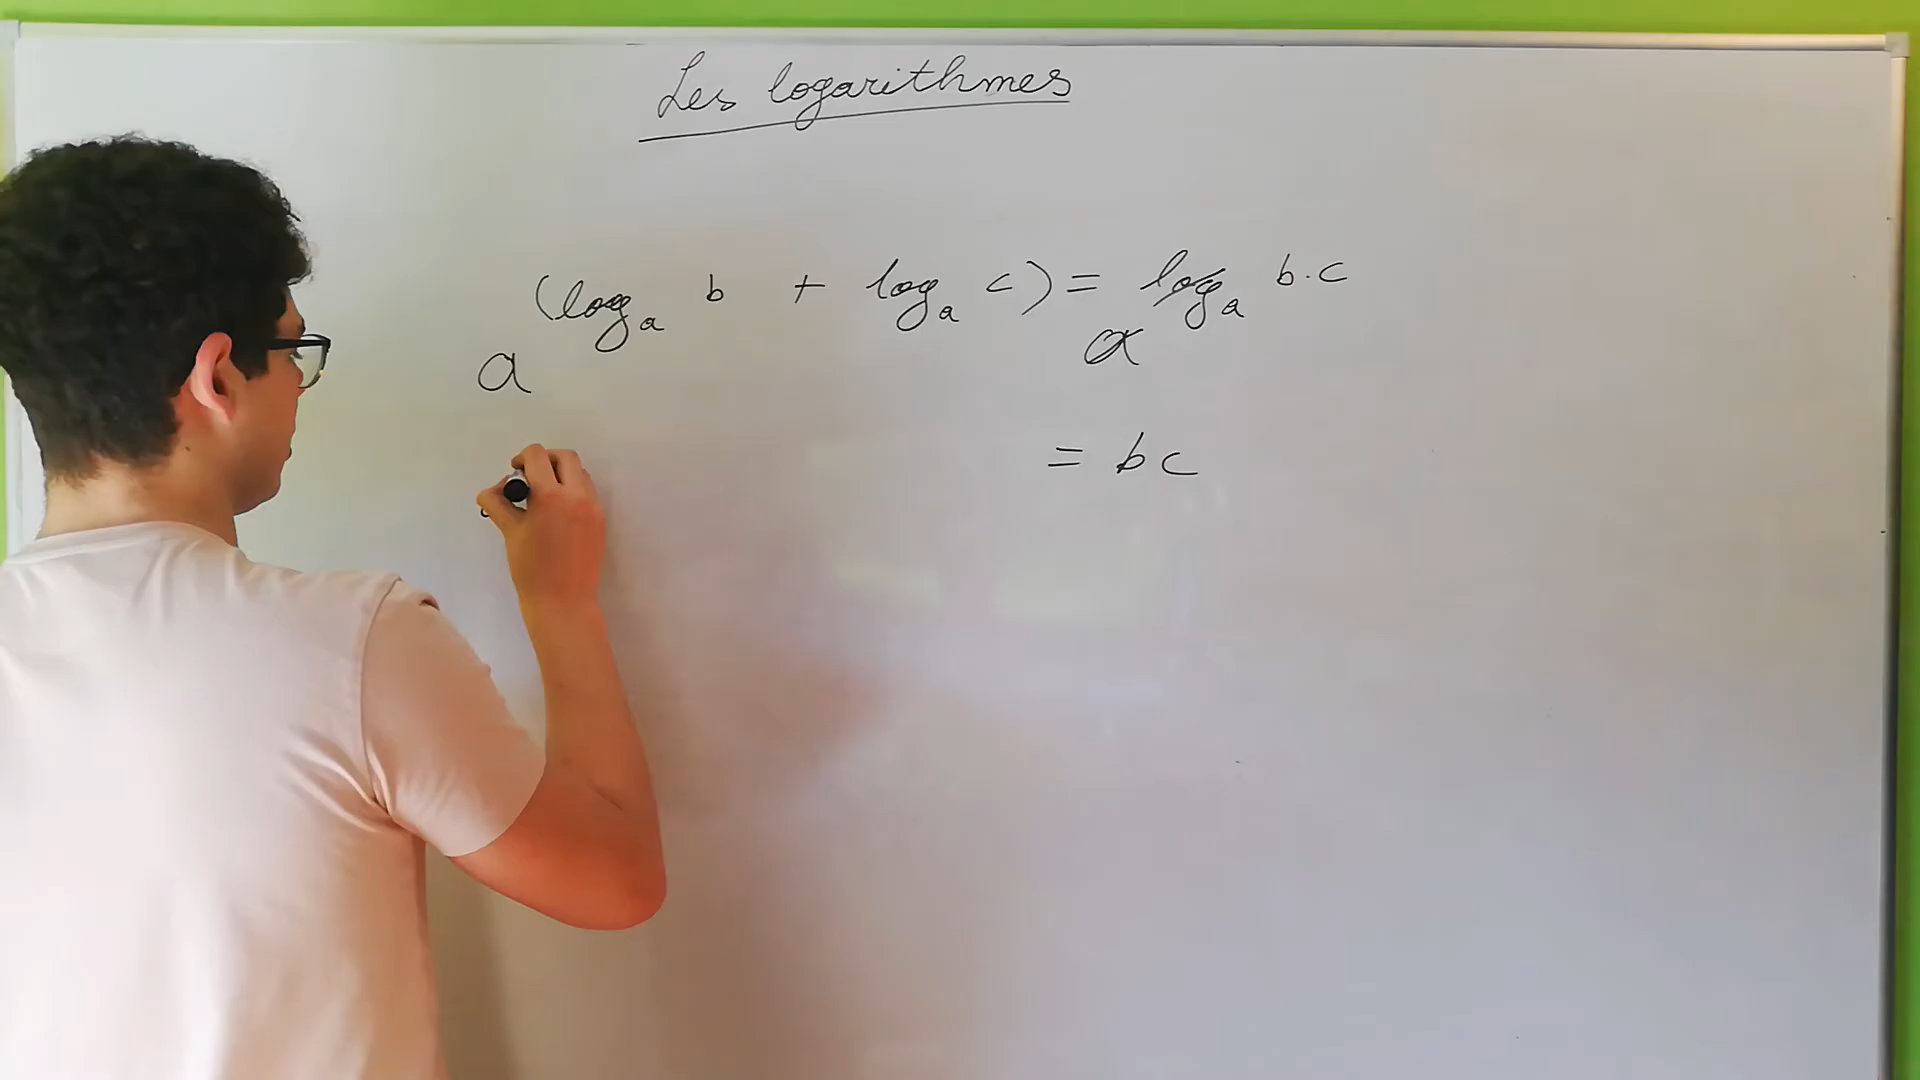 Les logarithmes
a^(log_a b + log_a c) = a^log_a b.c
= bc